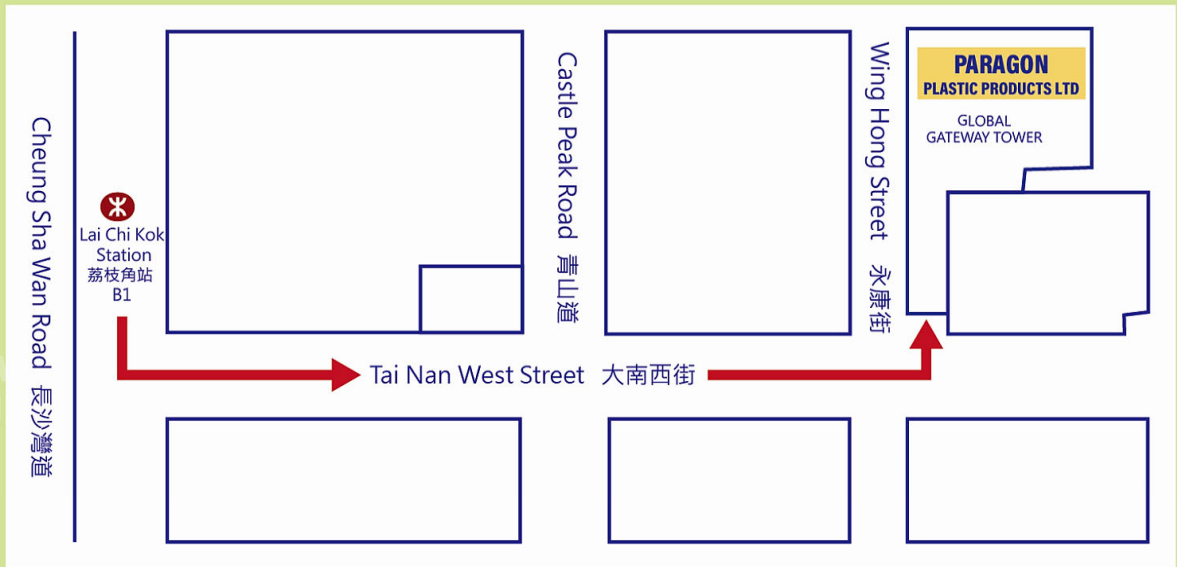 Cheung Sha Wan Road 長沙灣道
Lai Chi Kok
Station
荔枝角站
B1
Castle Peak Road 青山道
Wing Hong Street 永康街
PARAGON
PLASTIC PRODUCTS LTD
GLOBAL
GATEWAY TOWER
Tai Nan West Street 大南西街